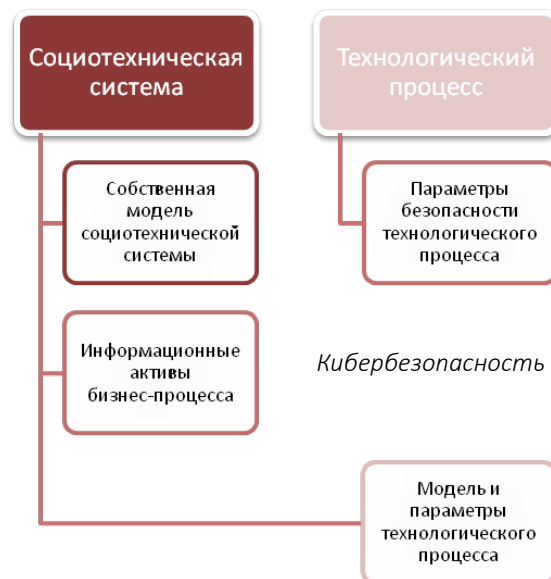 Социотехническая
система
Технологический
процесс
Собственная
модель
социотехнической
системы
Параметры
безопасности
технологического
процесса
Информационные
активы
бизнес-процесса
Кибербезопасность
Модель и
параметры
технологического
процесса